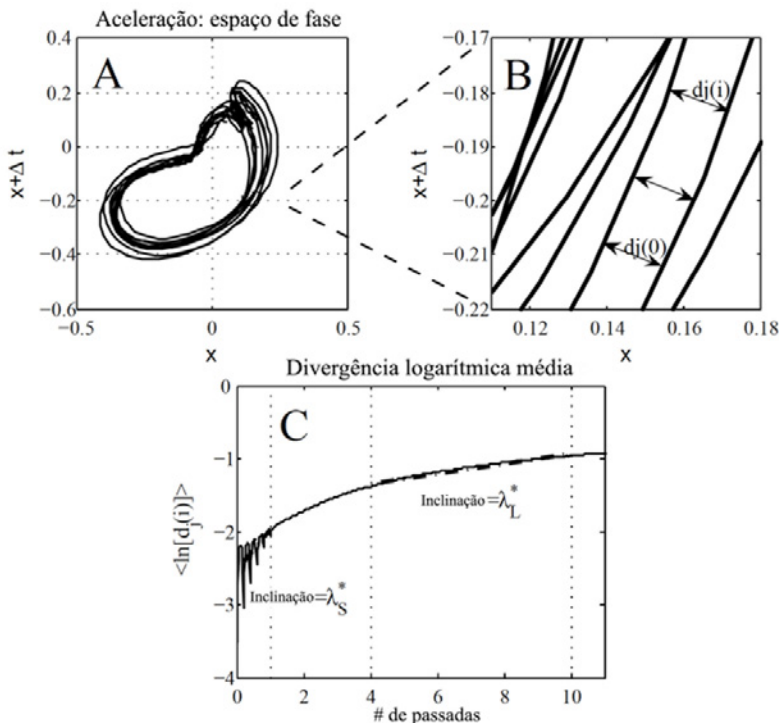 Aceleração: espaço de fase
A
0.4
0.2
0
−0.2
−0.4
−0.6
x+Δ t
−0.5
0
0.5
x
B
−0.17
−0.18
−0.19
−0.2
−0.21
−0.22
x+Δ t
dj(i)
dj(0)
0.12
0.14
0.16
0.18
x
Divergência logarítmica média
C
0
−1
−2
−3
−4
<ln[dj(i)]>
Inclinação=λ*L
Inclinação=λ*S
0
2
4
6
8
10
# de passadas